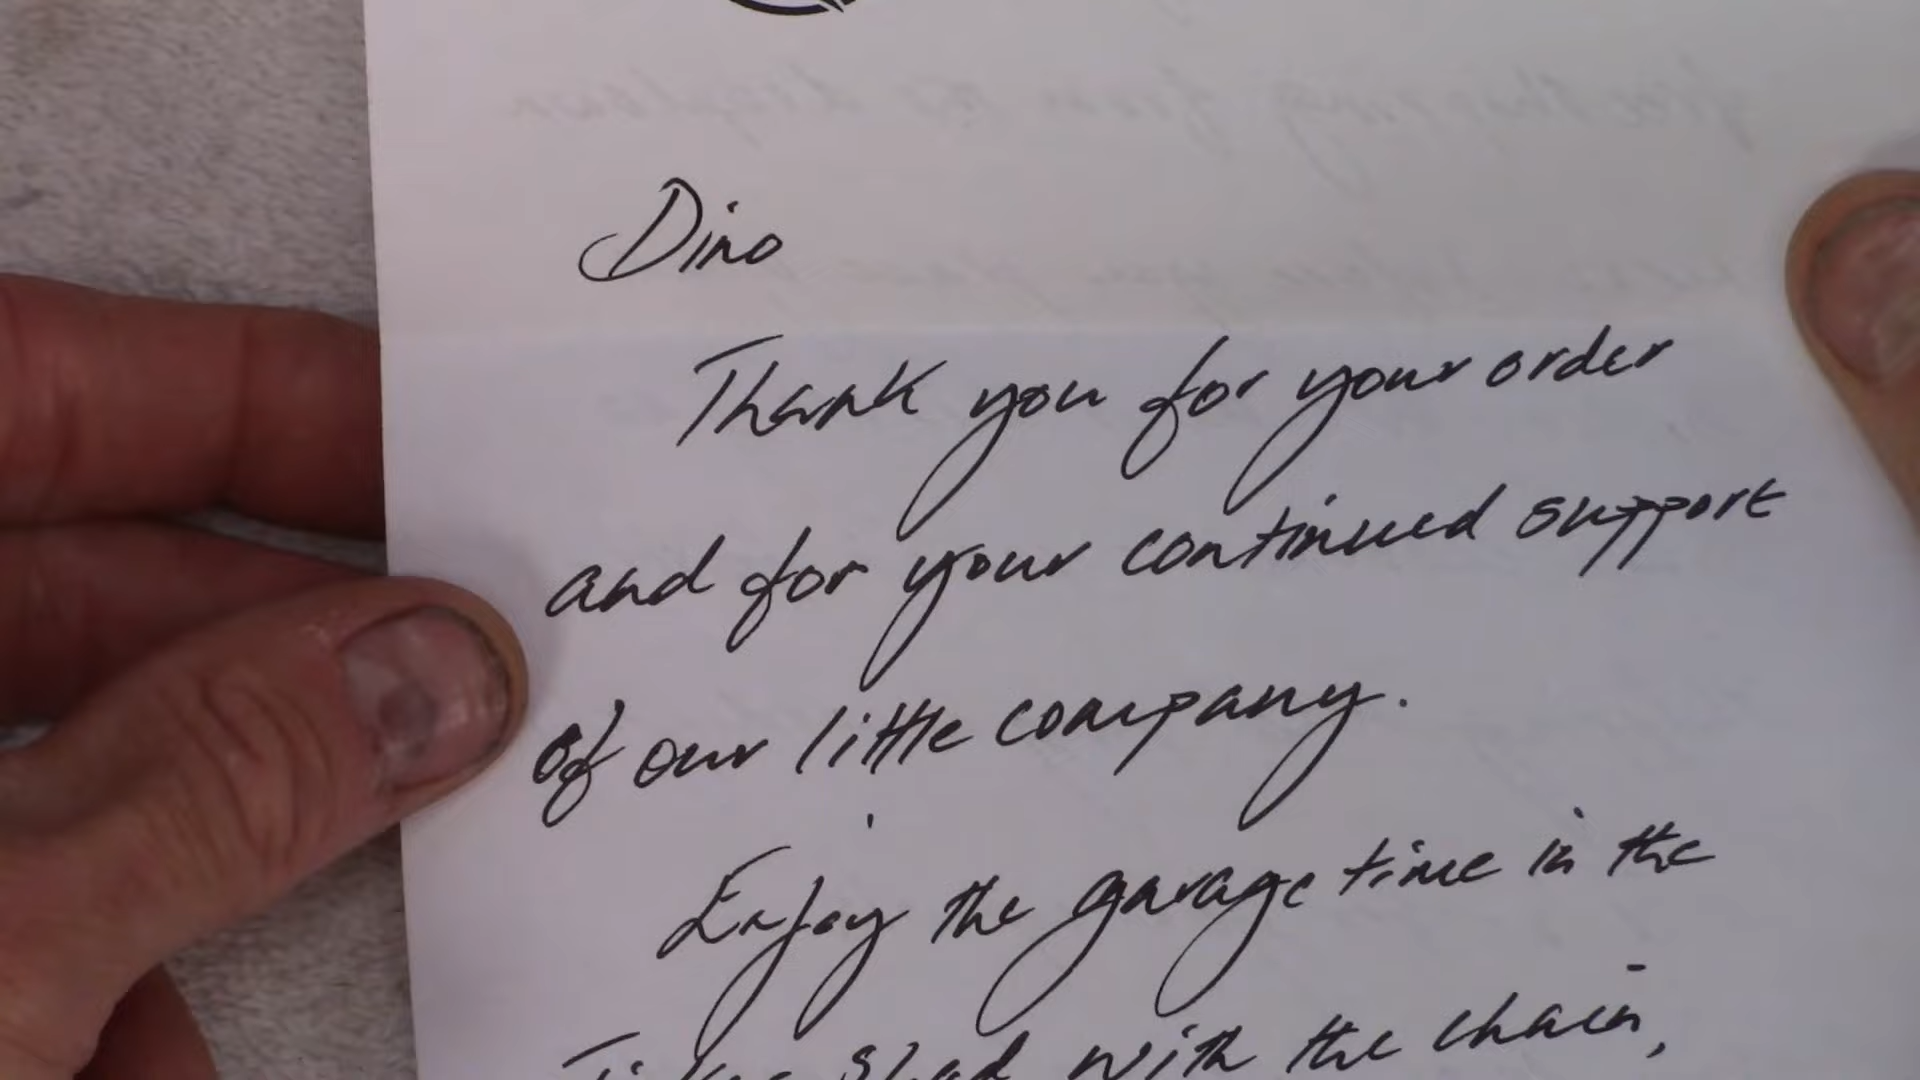 Dino
Thank you for your order
and for your continued support
of our little company.
Enjoy the garage time in the
Shed with the chain,